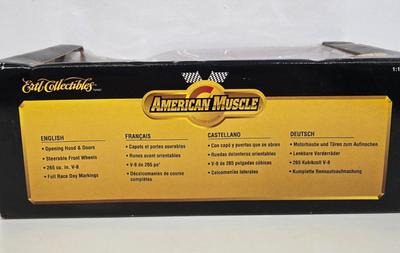 Ertl Collectibles
1:1
AMERICAN MUSCLE
ENGLISH
• Opening Hood & Doors
• Steerable Front Wheels
• 265 cu. in. V-8
• Full Race Day Markings
FRANÇAIS
• Capots et portes ouvrables
• Roues avant orientables
• V-8 de 265 po³
• Décalcomanies de course
complètes
CASTELLANO
• Con capó y puertas que se abren
• Ruedas delanteras orientables
• V-8 de 265 pulgadas cúbicas
• Calcomanías laterales
DEUTSCH
• Motorhaube und Türen zum Aufmachen
• Lenkbare Vorderräder
• 265 Kubikzoll V-8
• Komplette Rennautoaufmachung